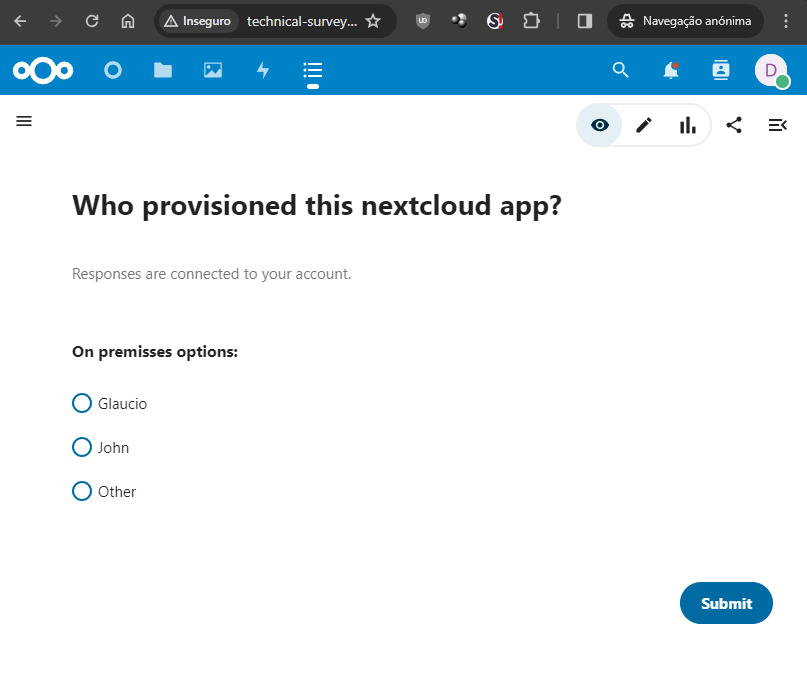 Inseguro technical-survey... Navegação anónima
D
Who provisioned this nextcloud app?
Responses are connected to your account.
On premisses options:
Glaucio
John
Other
Submit